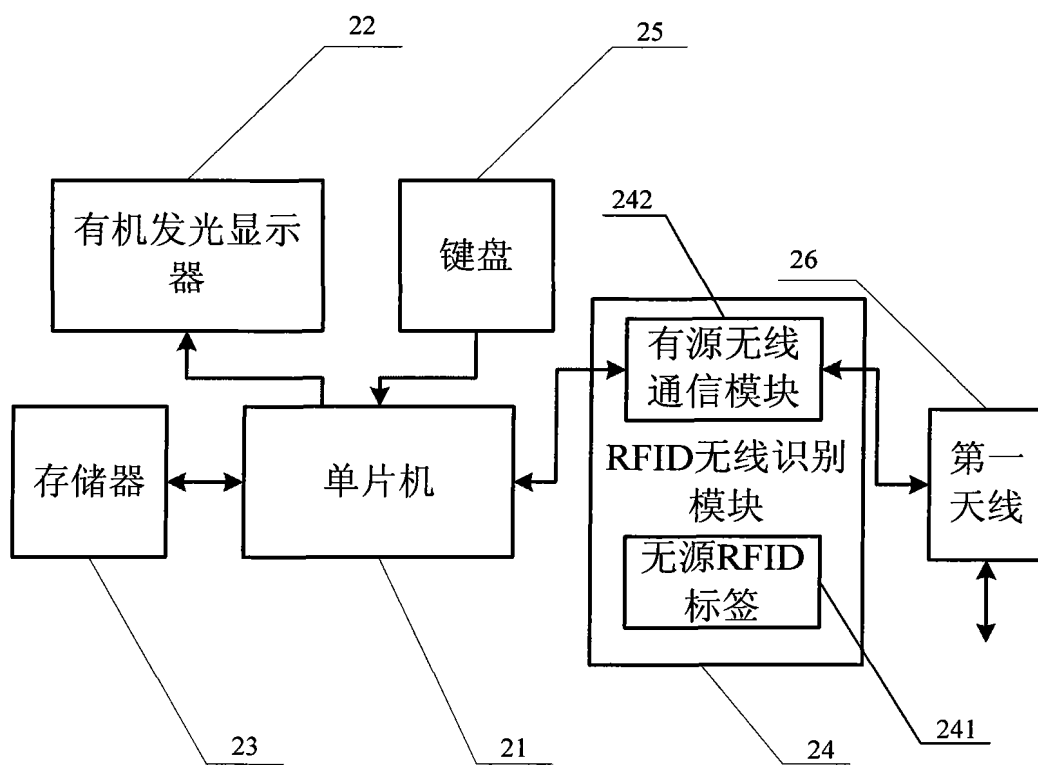 22
25
有机发光显示
器
键盘
242
26
有源无线
通信模块
存储器
单片机
RFID无线识别
模块
第一
天线
无源RFID
标签
23
21
24
241